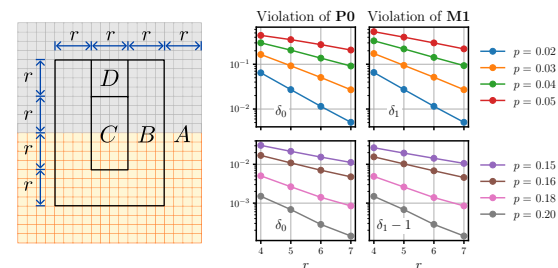 Violation of P0
Violation of M1
r r r r
r
r
r
r
D
C B A
10⁻¹
10⁻²
δ₀
δ₁
p = 0.02
p = 0.03
p = 0.04
p = 0.05
10⁻²
10⁻³
δ₀
δ₁ − 1
p = 0.15
p = 0.16
p = 0.18
p = 0.20
4 5 6 7
4 5 6 7
r